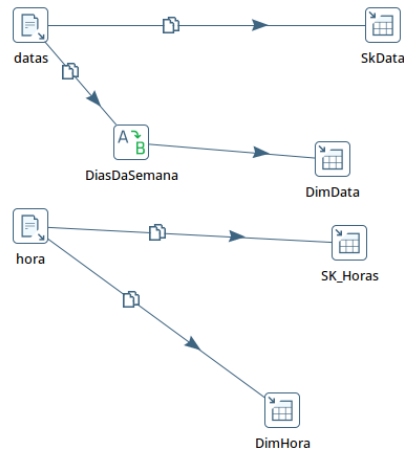 datas
SkData
A
B
DiasDaSemana
DimData
hora
SK_Horas
DimHora